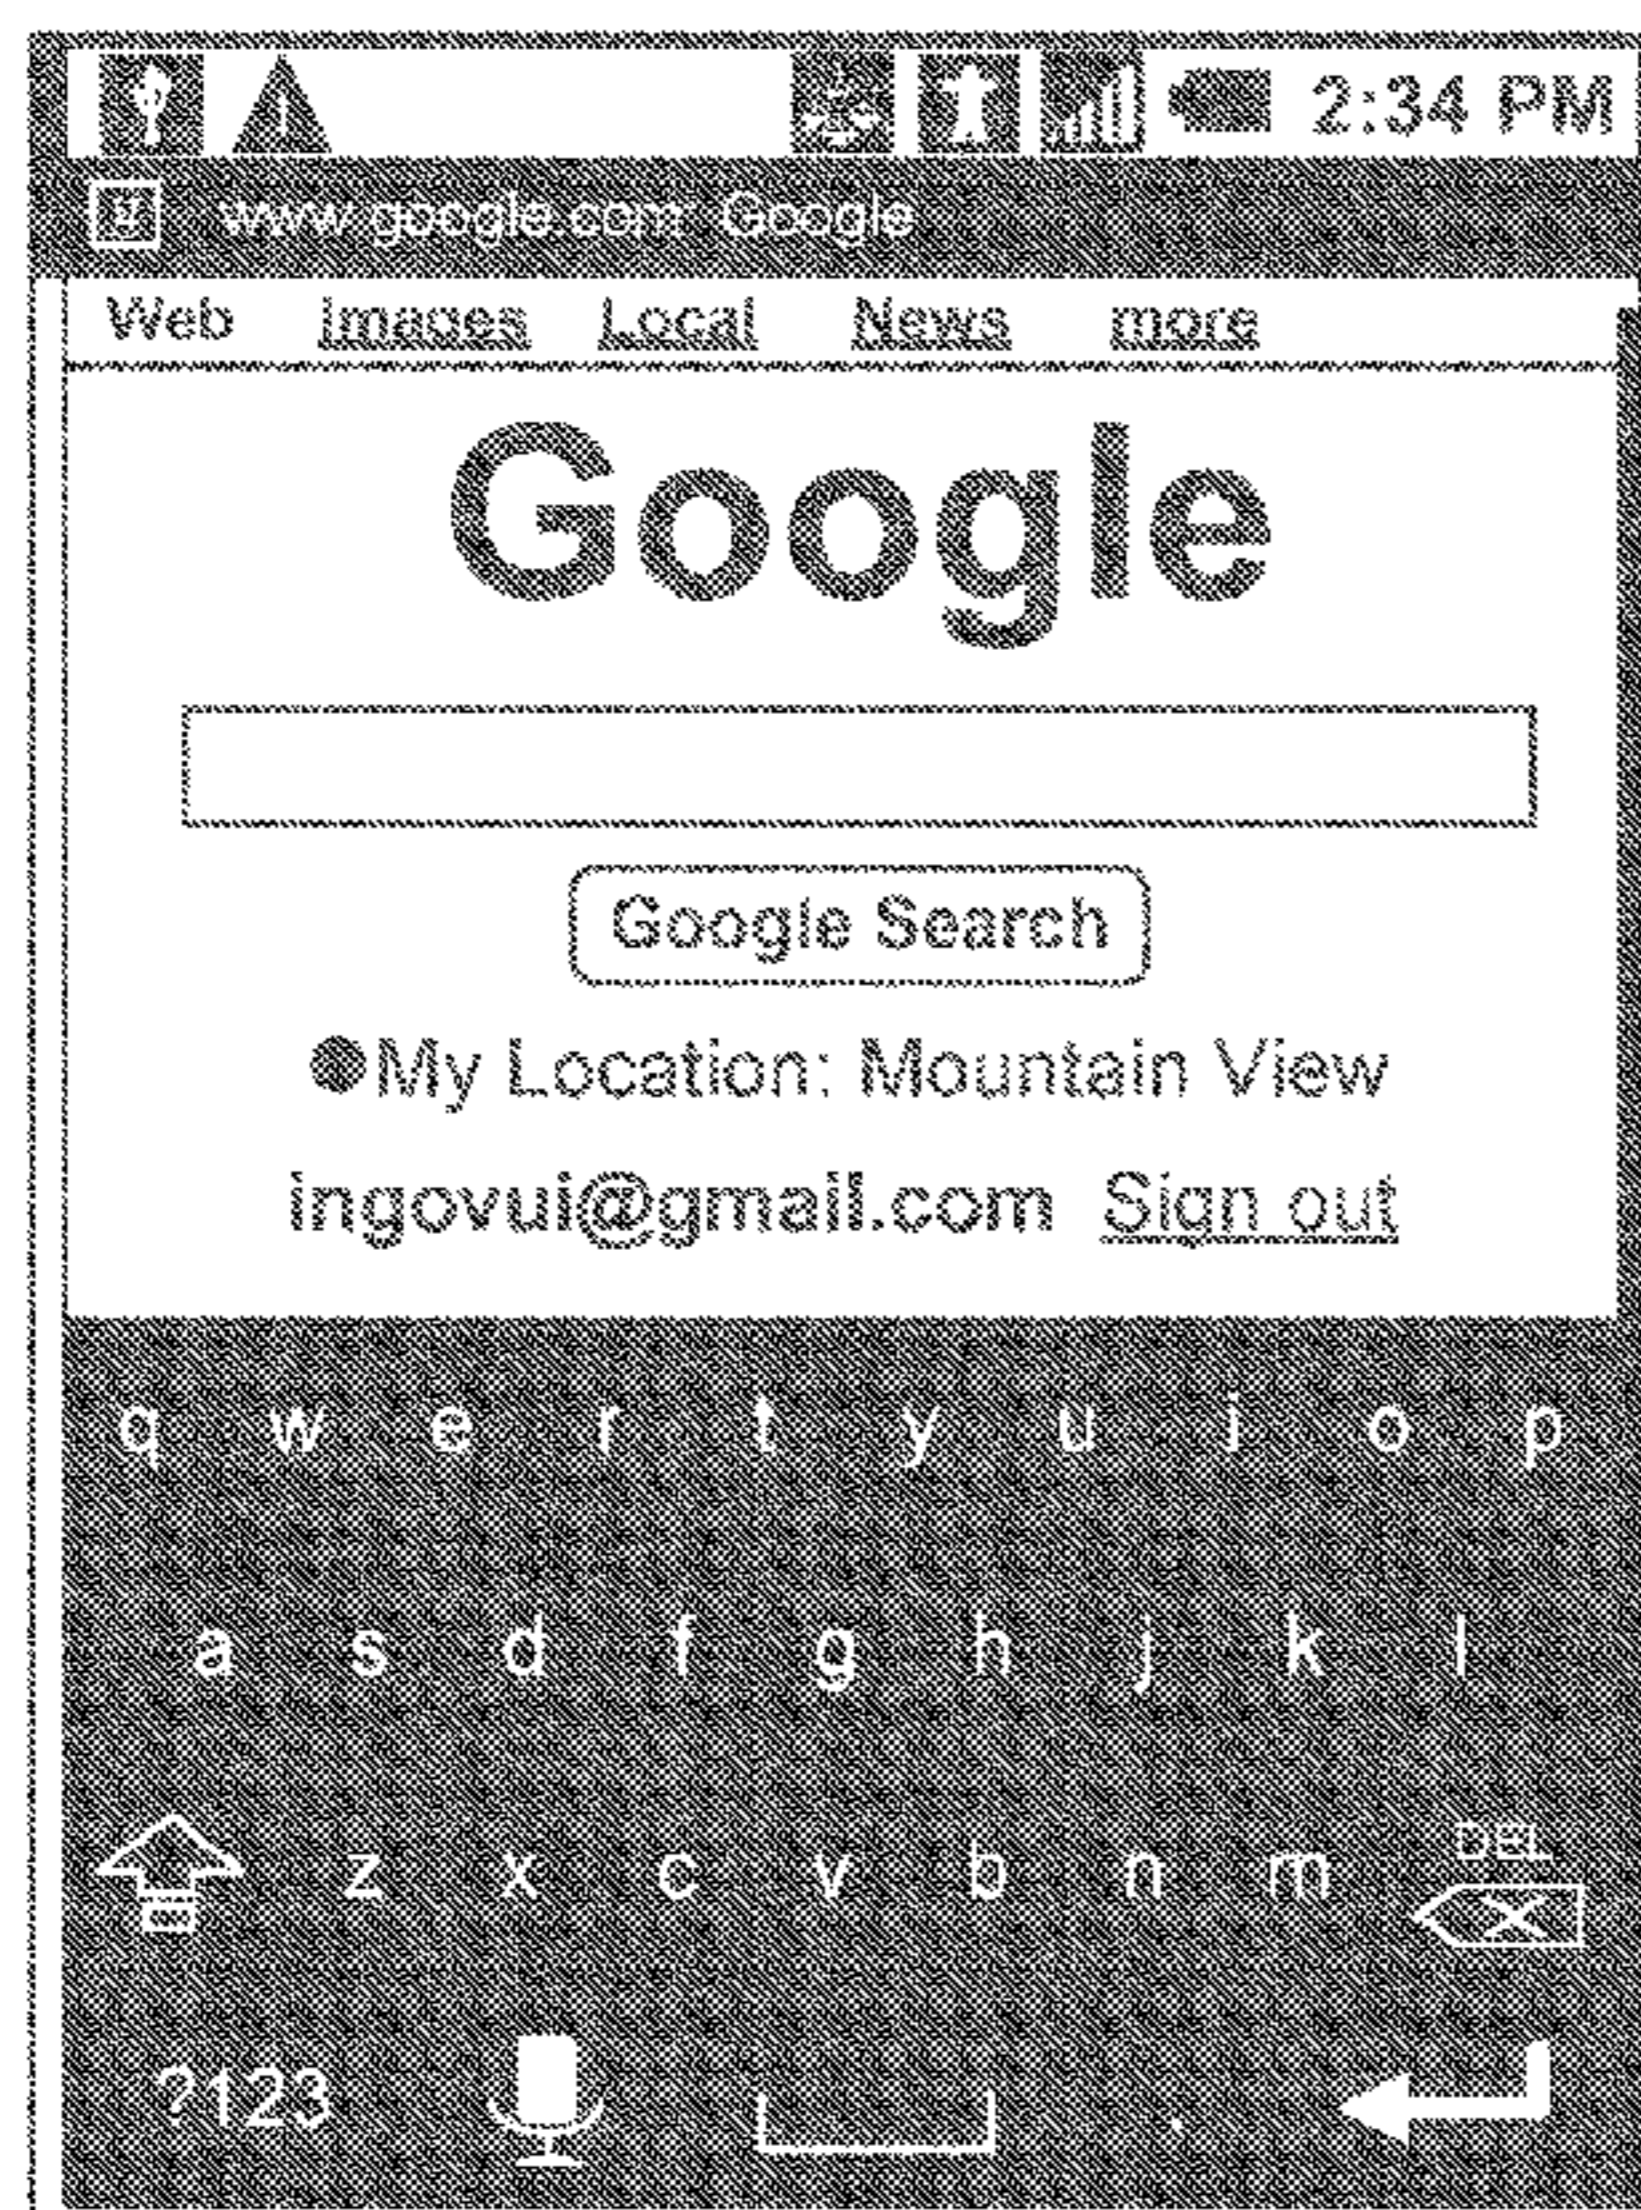 2:34 PM
www.google.com Google
Web Images Local News more
Google
Google Search
My Location: Mountain View
ingovui@gmail.com Sign out
q w e r t y u i o p
a s d f g h j k l
z x c v b n m DEL
?123 .